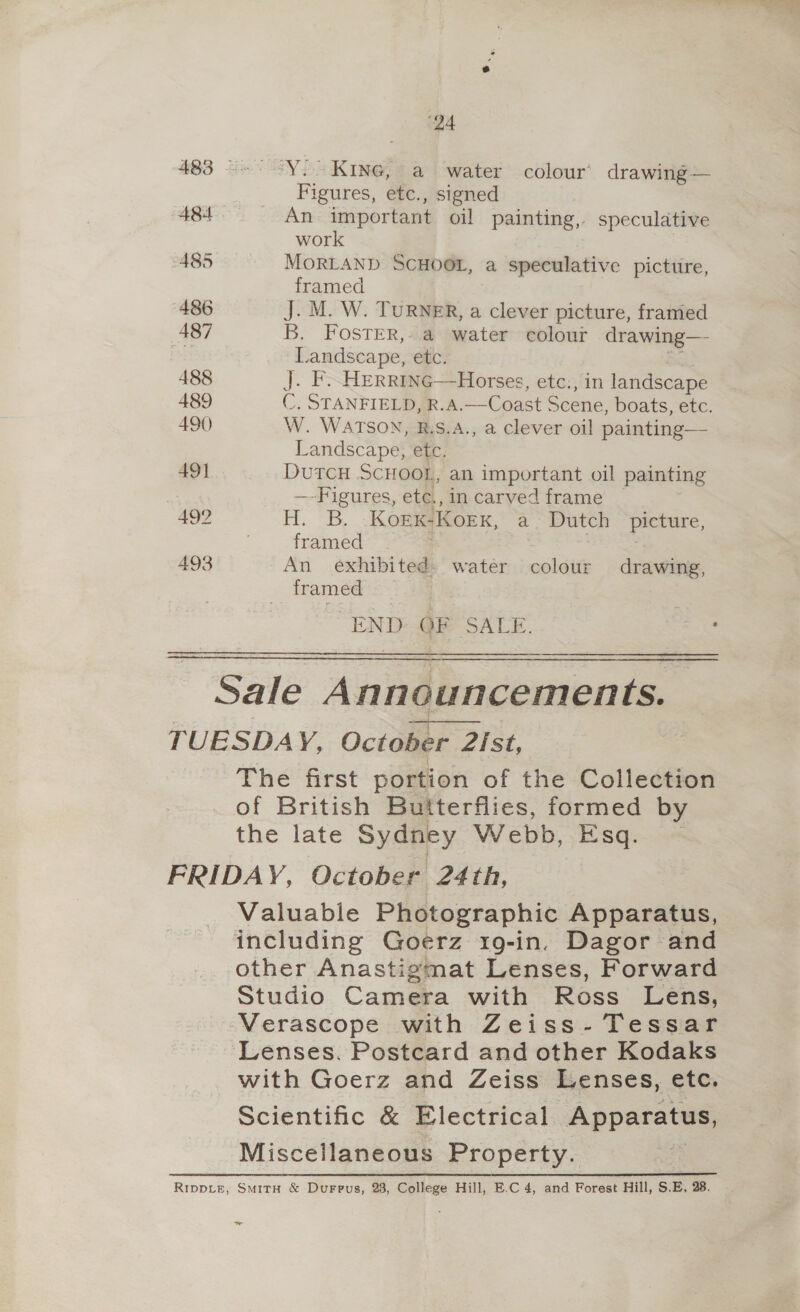 24
483 Y. KING, a water colour drawing—
Figures, etc., signed
484 An important oil painting, speculative
work
485 MORLAND SCHOOL, a speculative picture,
framed
486 J. M. W. TURNER, a clever picture, framed
487 B. FOSTER, a water colour drawing—
Landscape, etc.
488 J. F. HERRING—Horses, etc., in landscape
489 C. STANFIELD, R.A.—Coast Scene, boats, etc.
490 W. WATSON, R.S.A., a clever oil painting—
Landscape, etc.
491 DUTCH SCHOOL, an important oil painting
—Figures, etc., in carved frame
492 H. B. KOEK-KOEK, a Dutch picture,
framed
493 An exhibited water colour drawing,
framed
END OF SALE.
Sale Announcements.
TUESDAY, October 21st,
The first portion of the Collection
of British Butterflies, formed by
the late Sydney Webb, Esq.
FRIDAY, October 24th,
Valuable Photographic Apparatus,
including Goerz 19-in. Dagor and
other Anastigmat Lenses, Forward
Studio Camera with Ross Lens,
Verascope with Zeiss-Tessar
Lenses. Postcard and other Kodaks
with Goerz and Zeiss Lenses, etc.
Scientific & Electrical Apparatus,
Miscellaneous Property.
RIPPLE, SMITH & DUFFUS, 23, College Hill, E.C 4, and Forest Hill, S.E. 28.